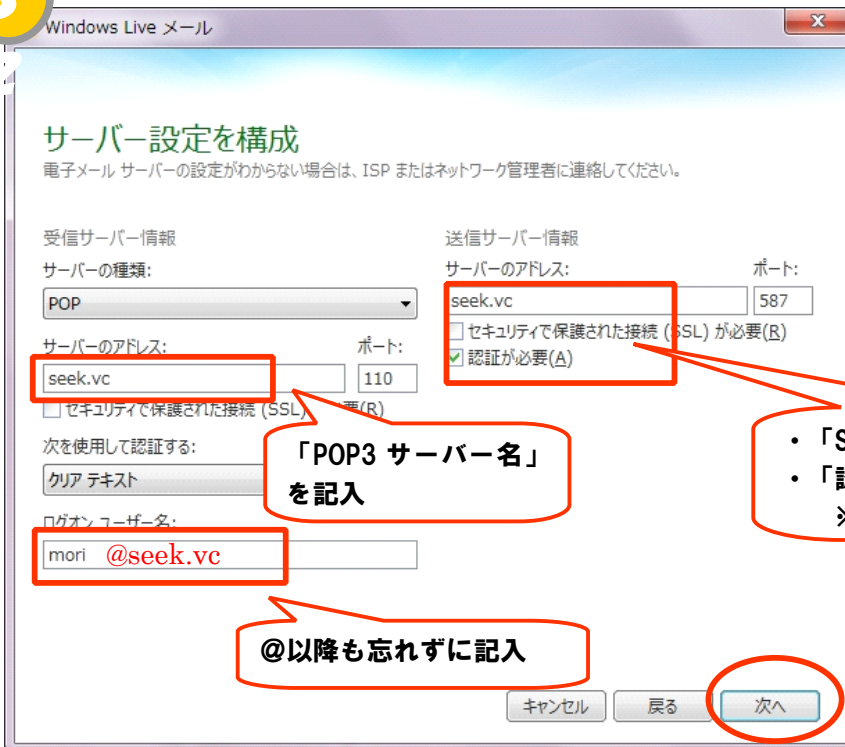 3
Windows Live メール
サーバー設定を構成
電子メール サーバーの設定がわからない場合は、ISP またはネットワーク管理者に連絡してください。
受信サーバー情報
サーバーの種類:
POP
サーバーのアドレス:
ポート:
seek.vc
110
セキュリティで保護された接続 (SSL)
要(R)
次を使用して認証する:
クリア テキスト
ログオン ユーザー名:
mori @seek.vc
送信サーバー情報
サーバーのアドレス:
ポート:
seek.vc
587
セキュリティで保護された接続 (SSL) が必要(R)
認証が必要(A)
「POP3 サーバー名」
を記入
・「S
・「認
※
@以降も忘れずに記入
キャンセル
戻る
次へ